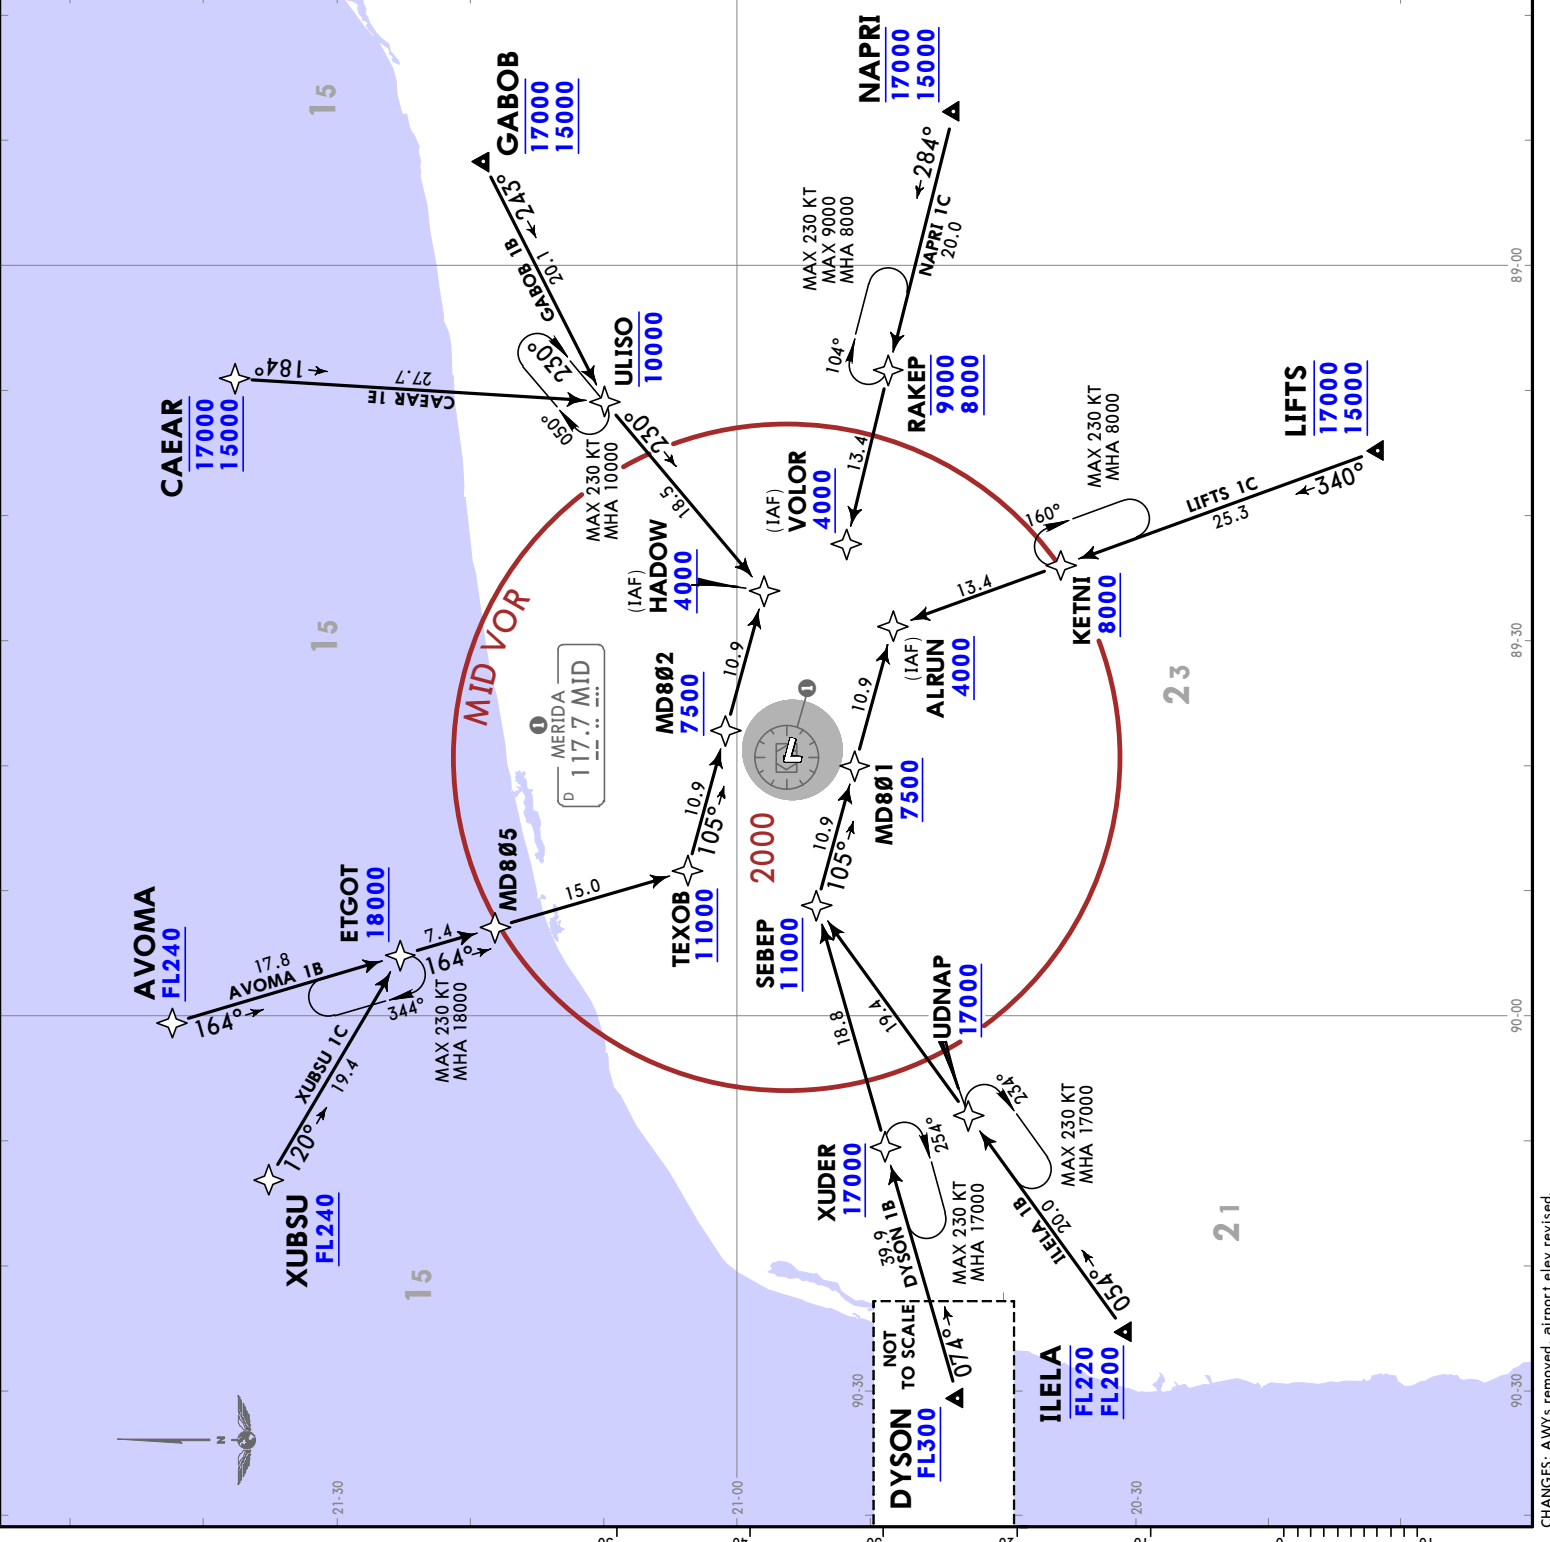 15
GABOB
17000
15000
NAPRI
17000
15000
←284°
NAPRI 1C
20.0
←243°
GABOB 1B
20.1
MAX 230 KT
MAX 9000
MHA 8000
104°
CAEAR
17000
15000
←184°
CAEAR 1E
27.7
230°
050°
ULISO
10000
MAX 230 KT
MHA 10000
←230°
18.5
RAKEP
9000
8000
13.4
89-00
LIFTS
17000
15000
←340°
LIFTS 1C
25.3
MAX 230 KT
MHA 8000
160°
(IAF)
VOLOR
4000
(IAF)
HADOW
4000
KETNI
8000
13.4
15
MID VOR
MERIDA
D
117.7 MID
1
1
MD802
7500
10.9
10.9
105°→
(IAF)
ALRUN
4000
10.9
89-30
23
MD801
7500
10.9
105°→
2000
AVOMA
FL240
164°→
17.8
AVOMA 1B
ETGOT
18000
7.4
164°→
MD805
15.0
TEXOB
11000
SEBEP
11000
344°
MAX 230 KT
MHA 18000
XUBSU 1C
19.4
120°→
XUBSU
FL240
UDNAP
17000
18.8
19.4
90-00
XUDER
17000
254°
MAX 230 KT
MHA 17000
234°
MAX 230 KT
MHA 17000
15
39.9
DYSON 1B
ILELA 1B
20.0
21
NOT
TO SCALE
074°→
DYSON
FL300
054°→
ILELA
FL220
FL200
90-30
90-30
N
21-30
21-00
20-30
CHANGES: AWYs removed, airport elev revised.